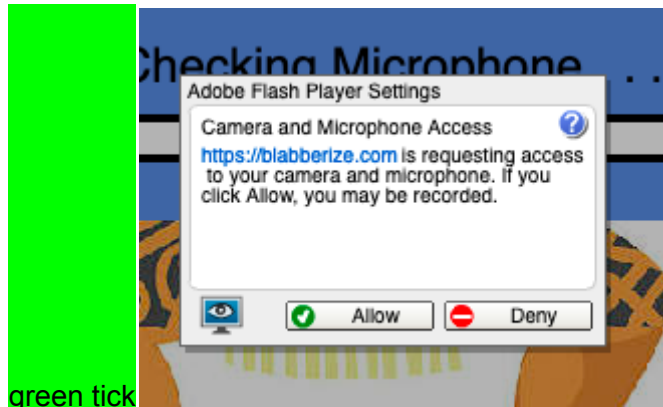 Checking Microphone . .
Adobe Flash Player Settings
Camera and Microphone Access
https://blabberize.com is requesting access
to your camera and microphone. If you
click Allow, you may be recorded.
Allow
Deny
green tick